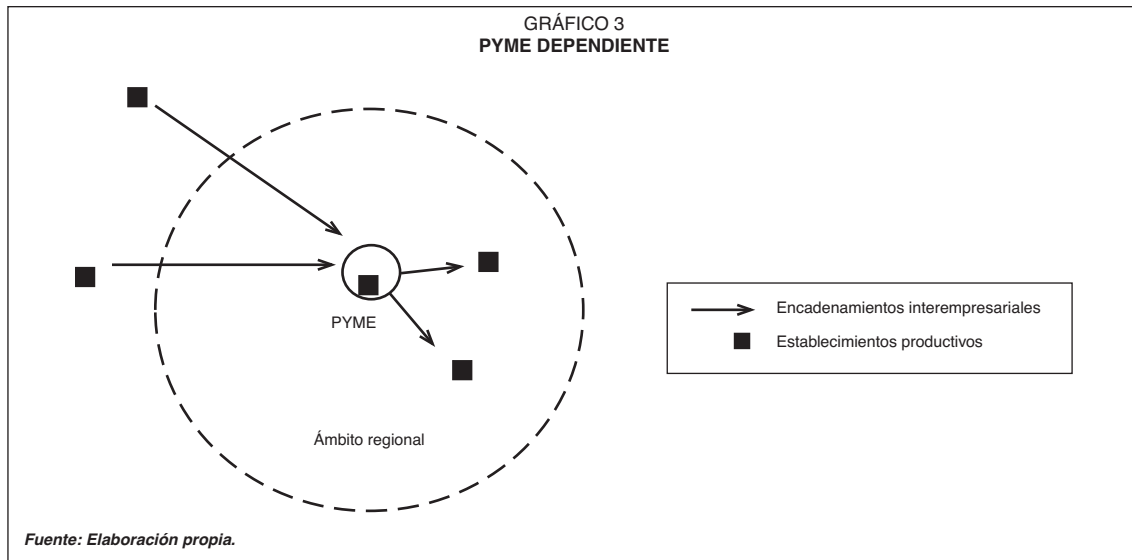 GRÁFICO 3
PYME DEPENDIENTE
PYME
Ámbito regional
Encadenamientos interempresariales
Establecimientos productivos
Fuente: Elaboración propia.